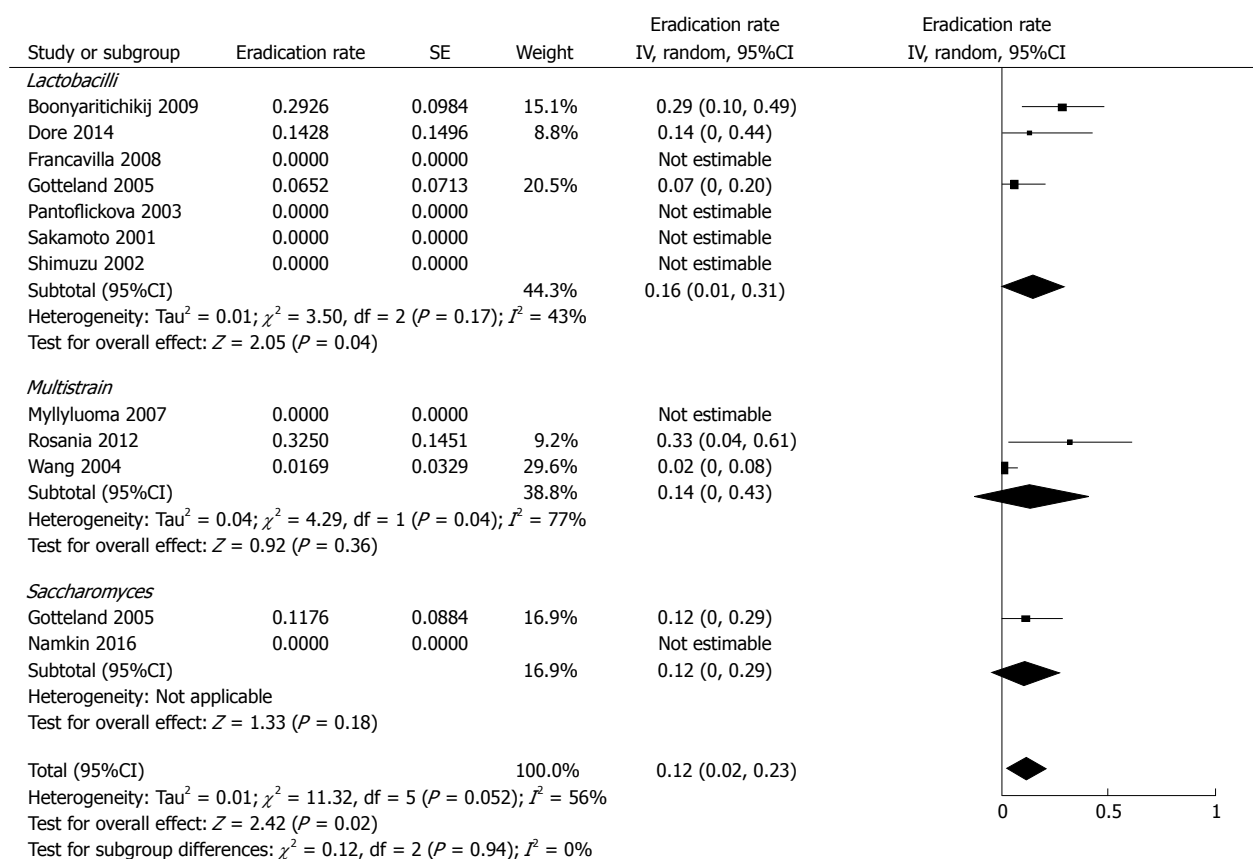 Eradication rate Eradication rate
Study or subgroup Eradication rate SE Weight IV, random, 95%CI IV, random, 95%CI
Lactobacilli
Boonyaritichikij 2009 0.2926 0.0984 15.1% 0.29 (0.10, 0.49)
Dore 2014 0.1428 0.1496 8.8% 0.14 (0, 0.44)
Francavilla 2008 0.0000 0.0000 Not estimable
Gotteland 2005 0.0652 0.0713 20.5% 0.07 (0, 0.20)
Pantoflickova 2003 0.0000 0.0000 Not estimable
Sakamoto 2001 0.0000 0.0000 Not estimable
Shimuzu 2002 0.0000 0.0000 Not estimable
Subtotal (95%CI) 44.3% 0.16 (0.01, 0.31)
Heterogeneity: Tau² = 0.01; χ² = 3.50, df = 2 (P = 0.17); I² = 43%
Test for overall effect: Z = 2.05 (P = 0.04)
Multistrain
Myllyluoma 2007 0.0000 0.0000 Not estimable
Rosania 2012 0.3250 0.1451 9.2% 0.33 (0.04, 0.61)
Wang 2004 0.0169 0.0329 29.6% 0.02 (0, 0.08)
Subtotal (95%CI) 38.8% 0.14 (0, 0.43)
Heterogeneity: Tau² = 0.04; χ² = 4.29, df = 1 (P = 0.04); I² = 77%
Test for overall effect: Z = 0.92 (P = 0.36)
Saccharomyces
Gotteland 2005 0.1176 0.0884 16.9% 0.12 (0, 0.29)
Namkin 2016 0.0000 0.0000 Not estimable
Subtotal (95%CI) 16.9% 0.12 (0, 0.29)
Heterogeneity: Not applicable
Test for overall effect: Z = 1.33 (P = 0.18)
Total (95%CI) 100.0% 0.12 (0.02, 0.23)
Heterogeneity: Tau² = 0.01; χ² = 11.32, df = 5 (P = 0.052); I² = 56%
Test for overall effect: Z = 2.42 (P = 0.02)
Test for subgroup differences: χ² = 0.12, df = 2 (P = 0.94); I² = 0%
0 0.5 1